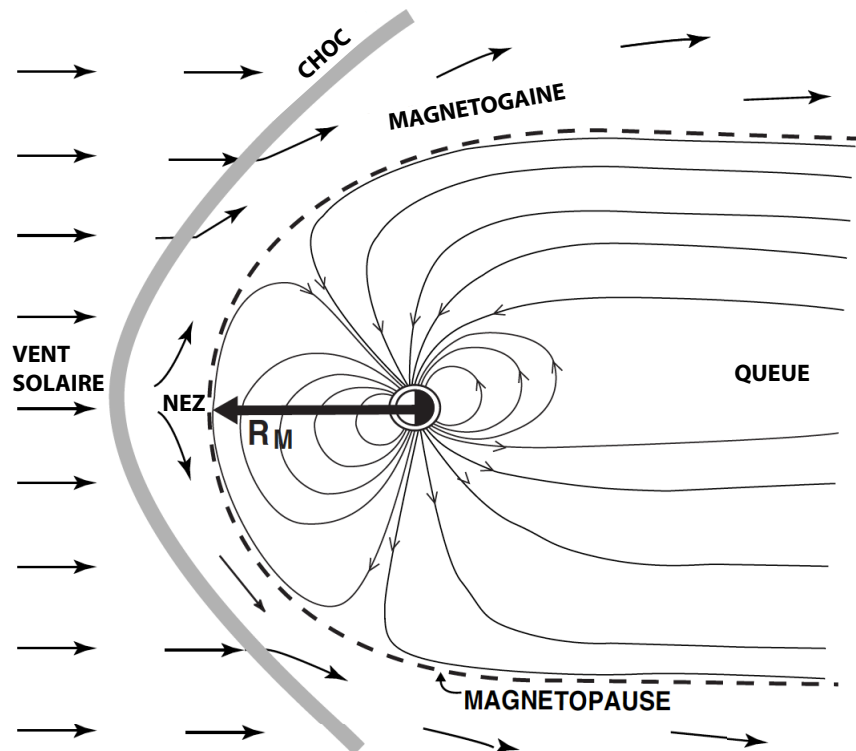 CHOC
MAGNETOGAINE
VENT
SOLAIRE
NEZ
QUEUE
RM
MAGNETOPAUSE